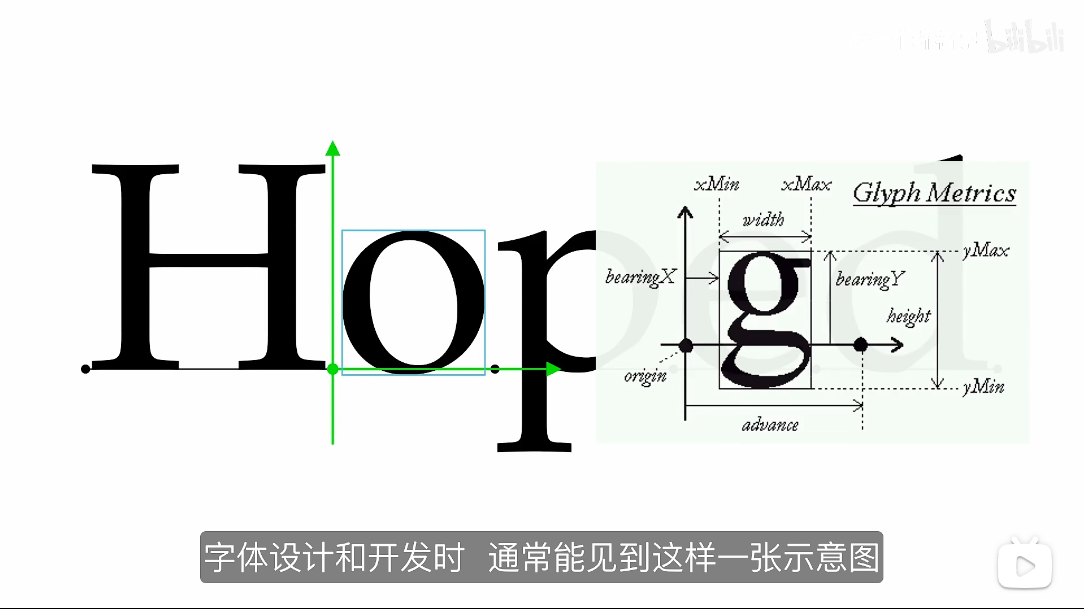 bilibili
Hoped
Glyph Metrics
xMin xMax
width
yMax
bearingX
bearingY
height
origin
yMin
advance
字体设计和开发时 通常能见到这样一张示意图